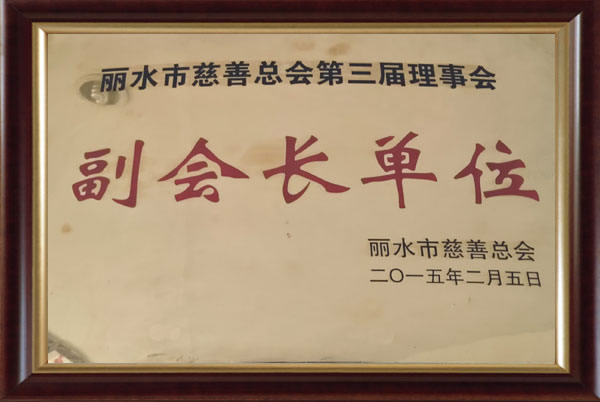 丽水市慈善总会第三届理事会
副会长单位
丽水市慈善总会
二〇一五年二月五日